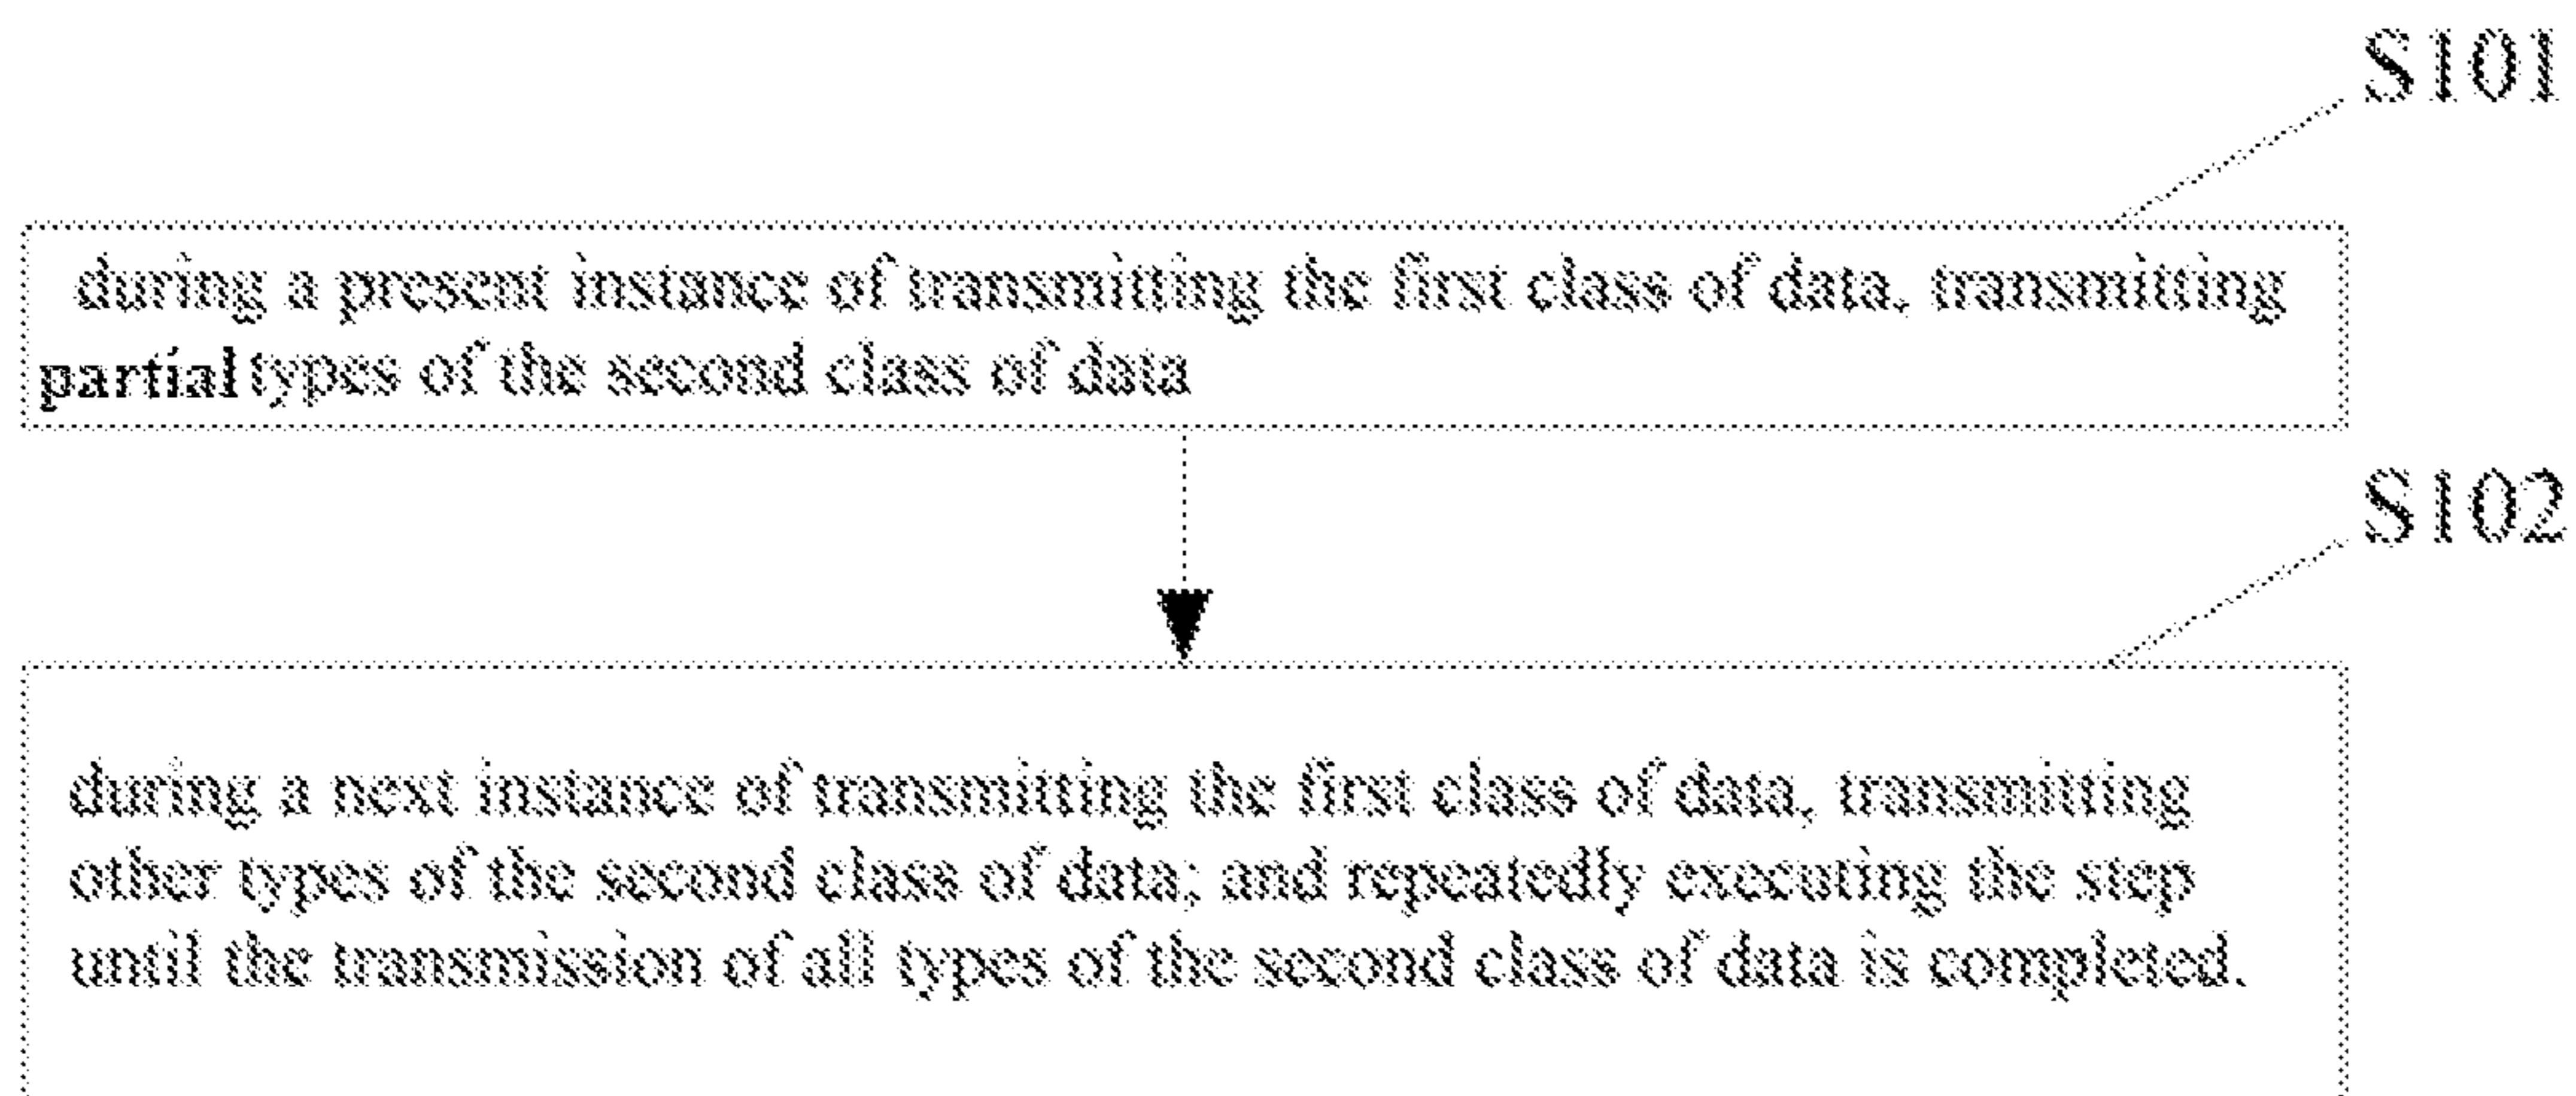 S101
during a present instance of transmitting the first class of data, transmitting
partial types of the second class of data
S102
during a next instance of transmitting the first class of data, transmitting
other types of the second class of data; and repeatedly executing the step
until the transmission of all types of the second class of data is completed.